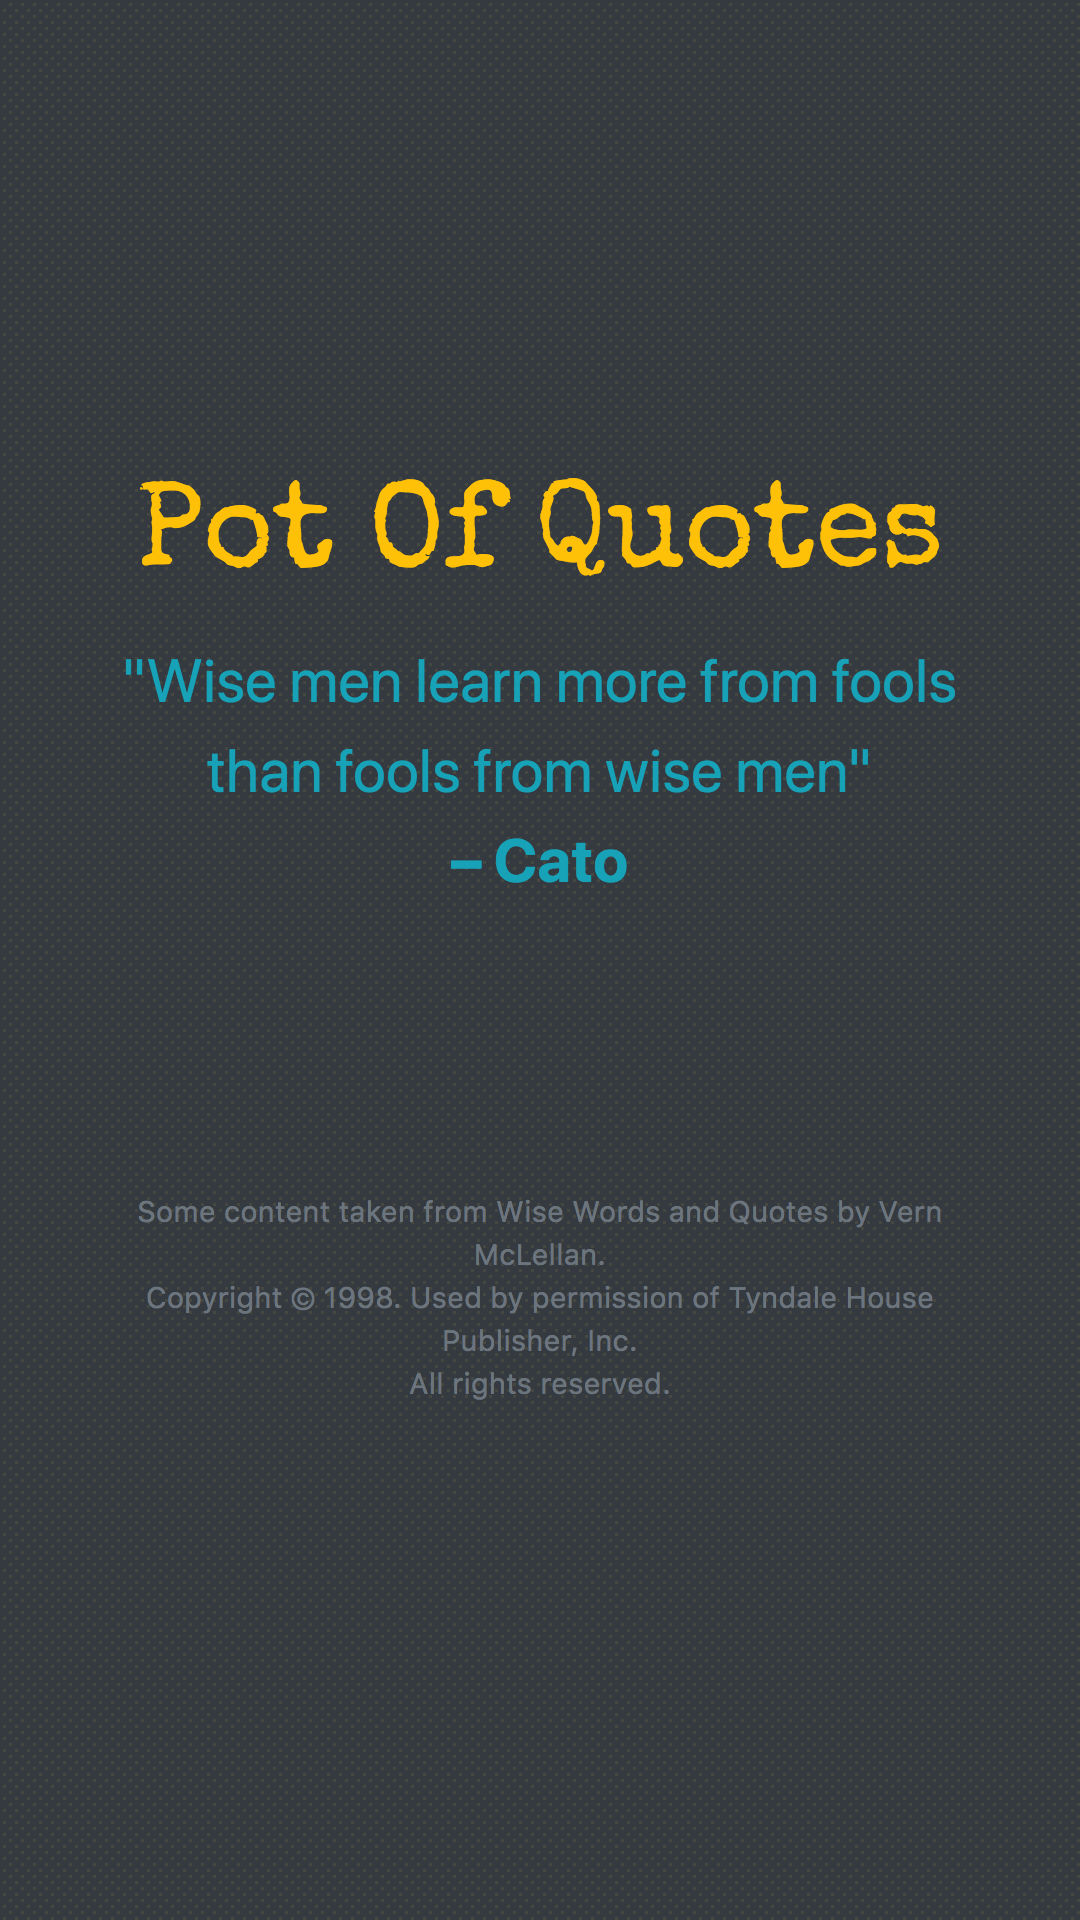 Pot Of Quotes
"Wise men learn more from fools
than fools from wise men"
– Cato
Some content taken from Wise Words and Quotes by Vern
McLellan.
Copyright © 1998. Used by permission of Tyndale House
Publisher, Inc.
All rights reserved.